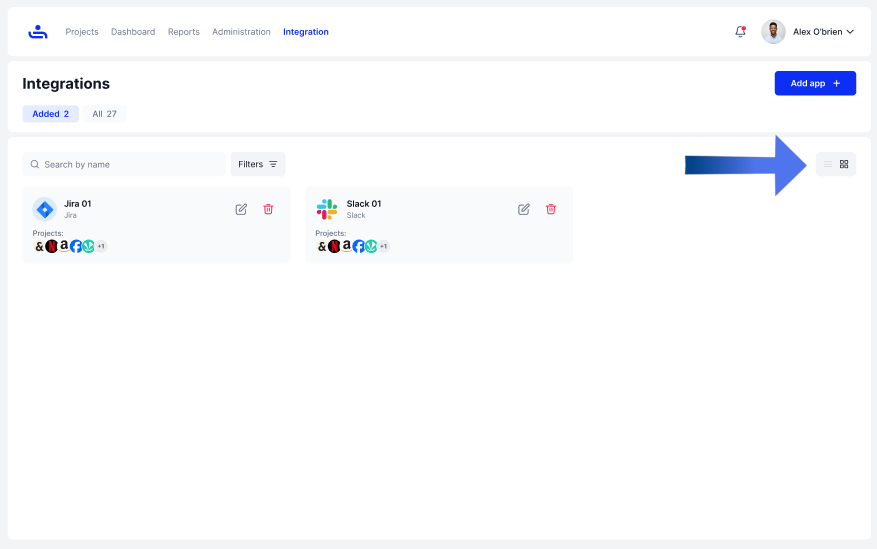 Projects Dashboard Reports Administration Integration Alex O'brien
Integrations
Add app +
Added 2 All 27
Search by name Filters
Jira 01
Jira
Projects:
& N a f +1
Slack 01
Slack
Projects:
& N a f +1